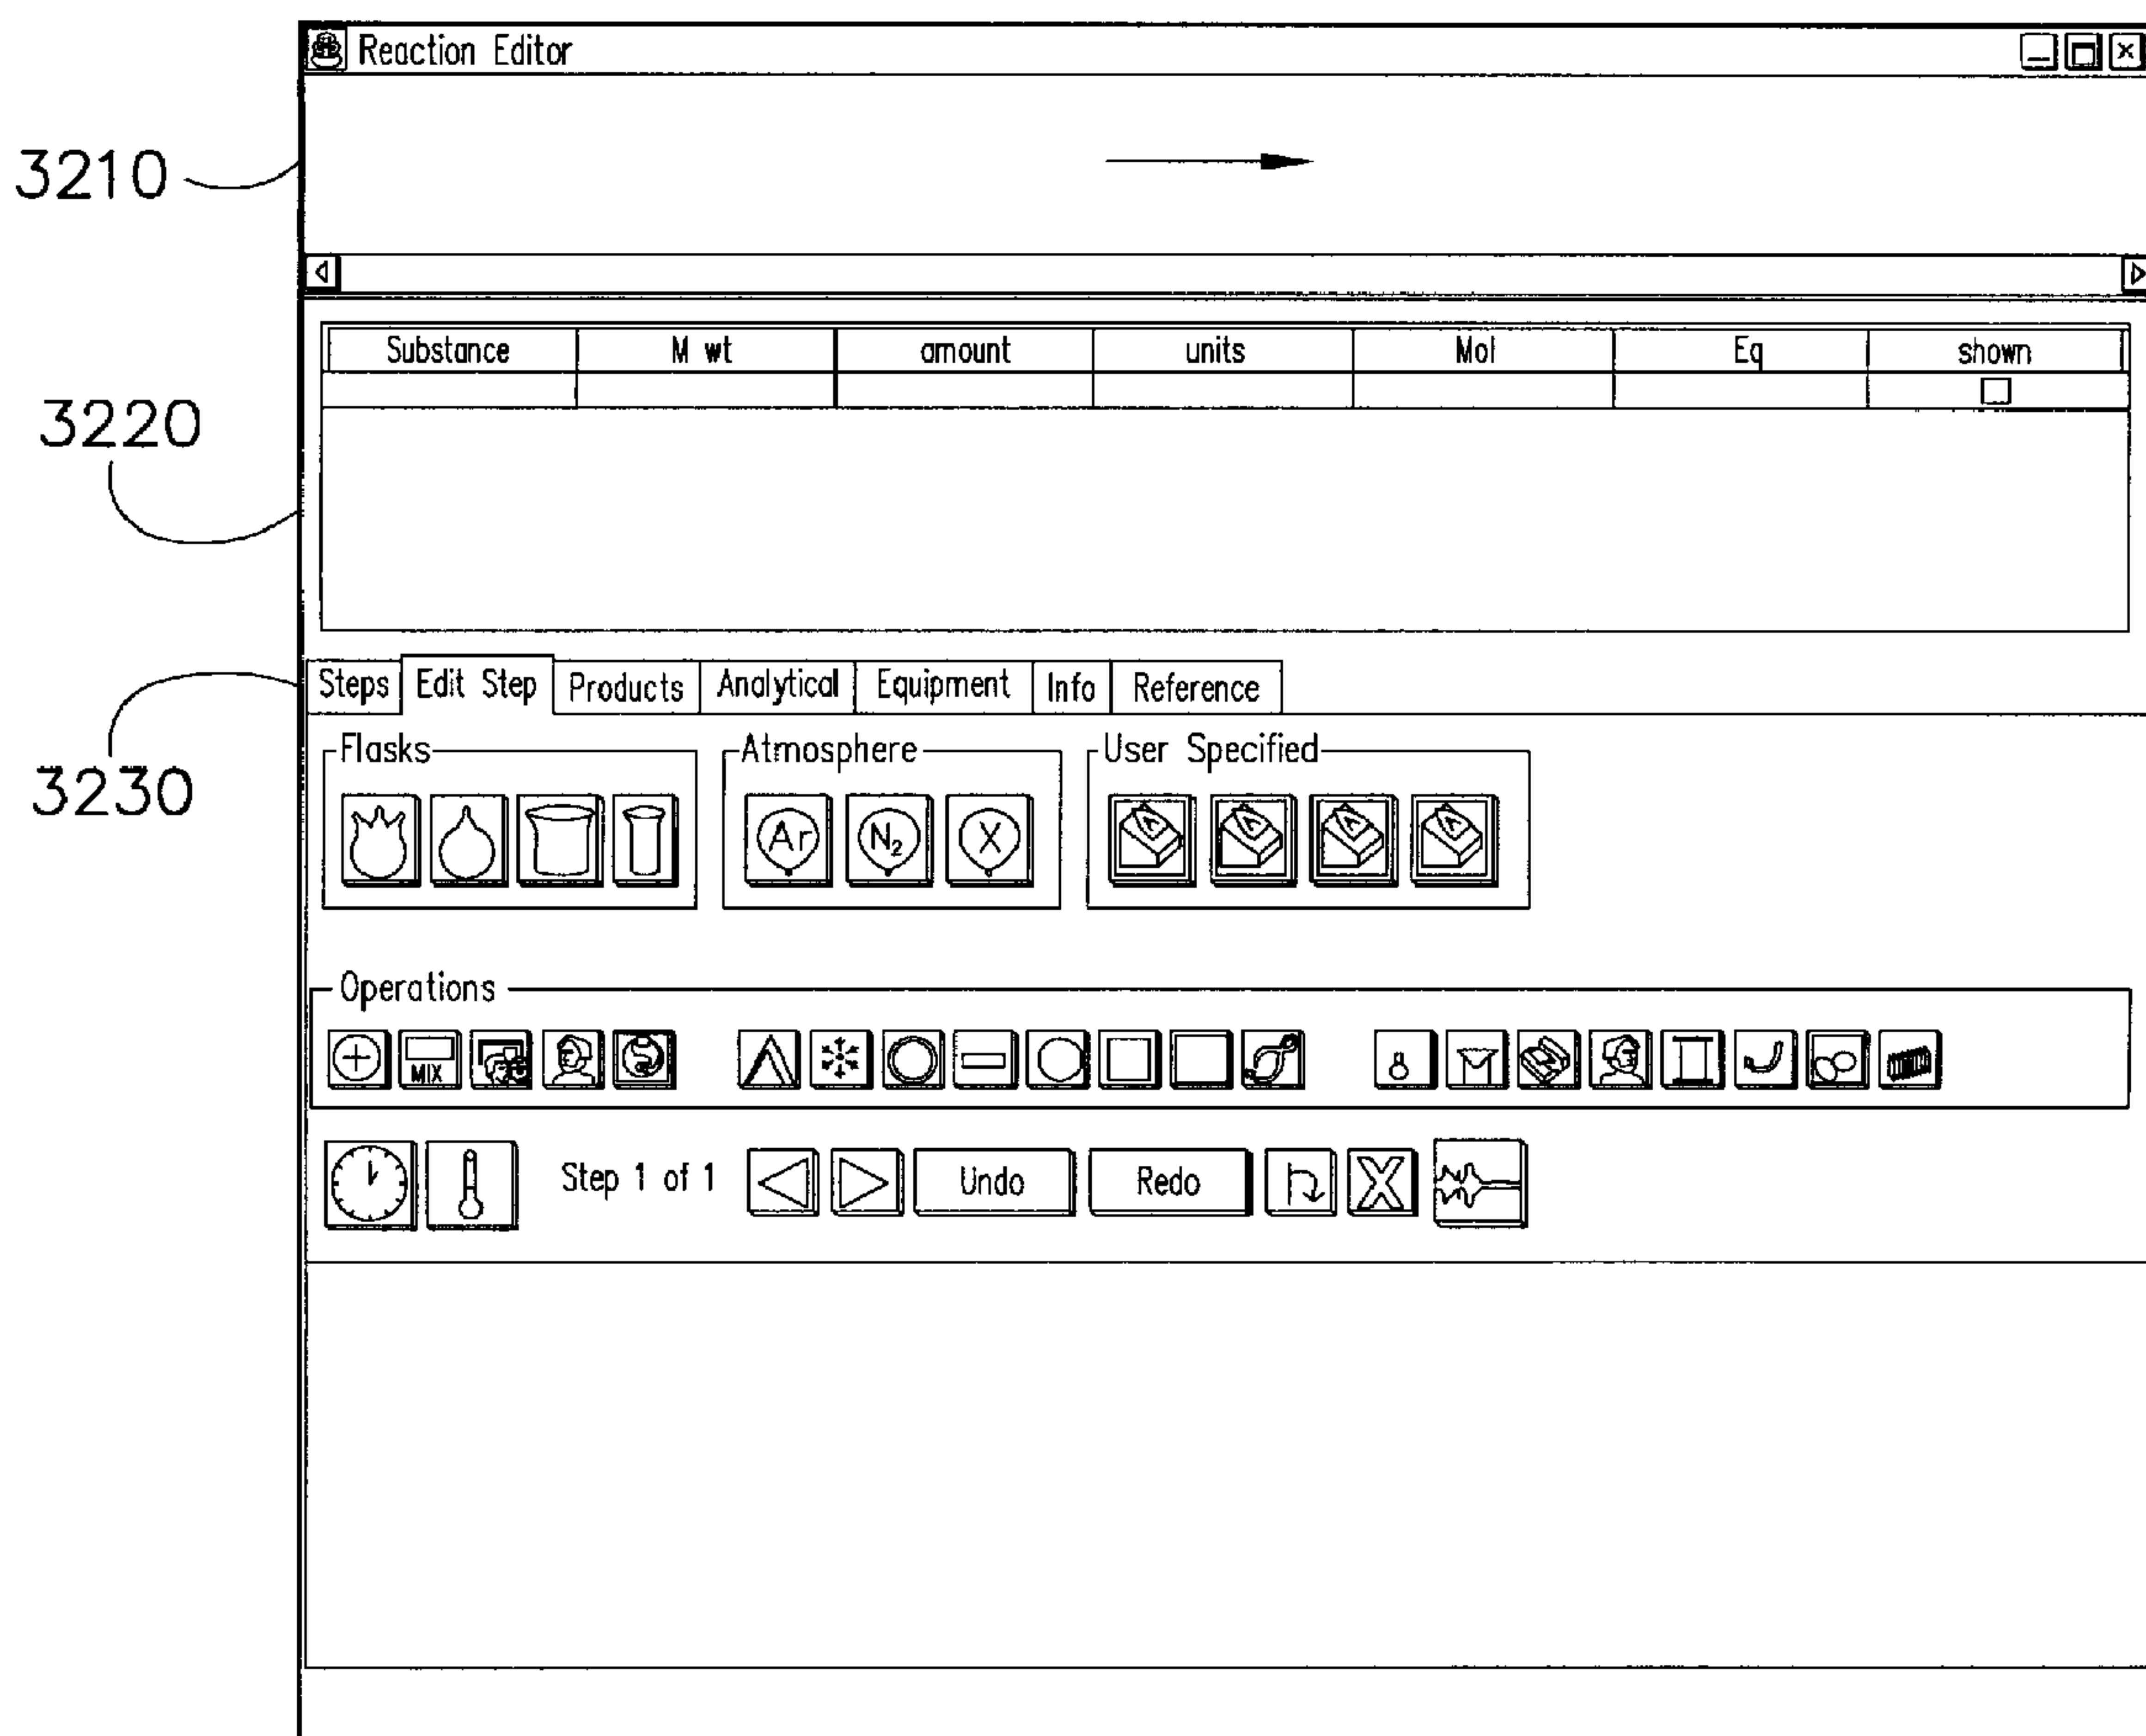 Reaction Editor
3210
Substance M wt amount units Mol Eq shown
3220
Steps Edit Step Products Analytical Equipment Info Reference
3230
Flasks Atmosphere User Specified
Ar N₂ X A A A A
Operations
MIX
Step 1 of 1 Undo Redo X